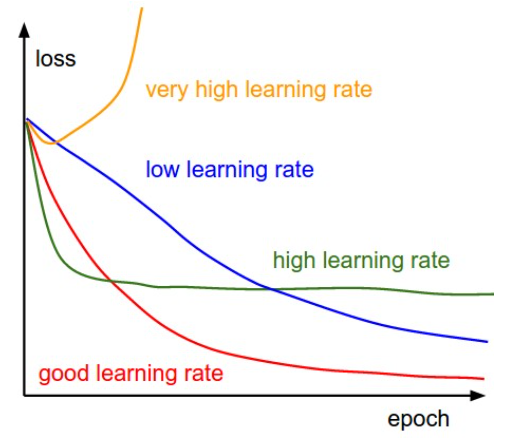 loss
very high learning rate
low learning rate
high learning rate
good learning rate
epoch